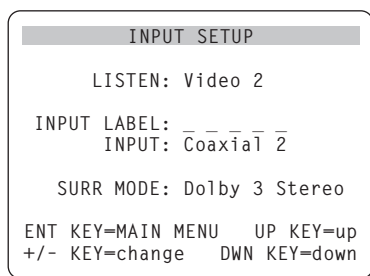 INPUT SETUP
LISTEN: Video 2
INPUT LABEL: _ _ _ _ _
INPUT: Coaxial 2
SURR MODE: Dolby 3 Stereo
ENT KEY=MAIN MENU UP KEY=up
+/- KEY=change DWN KEY=down